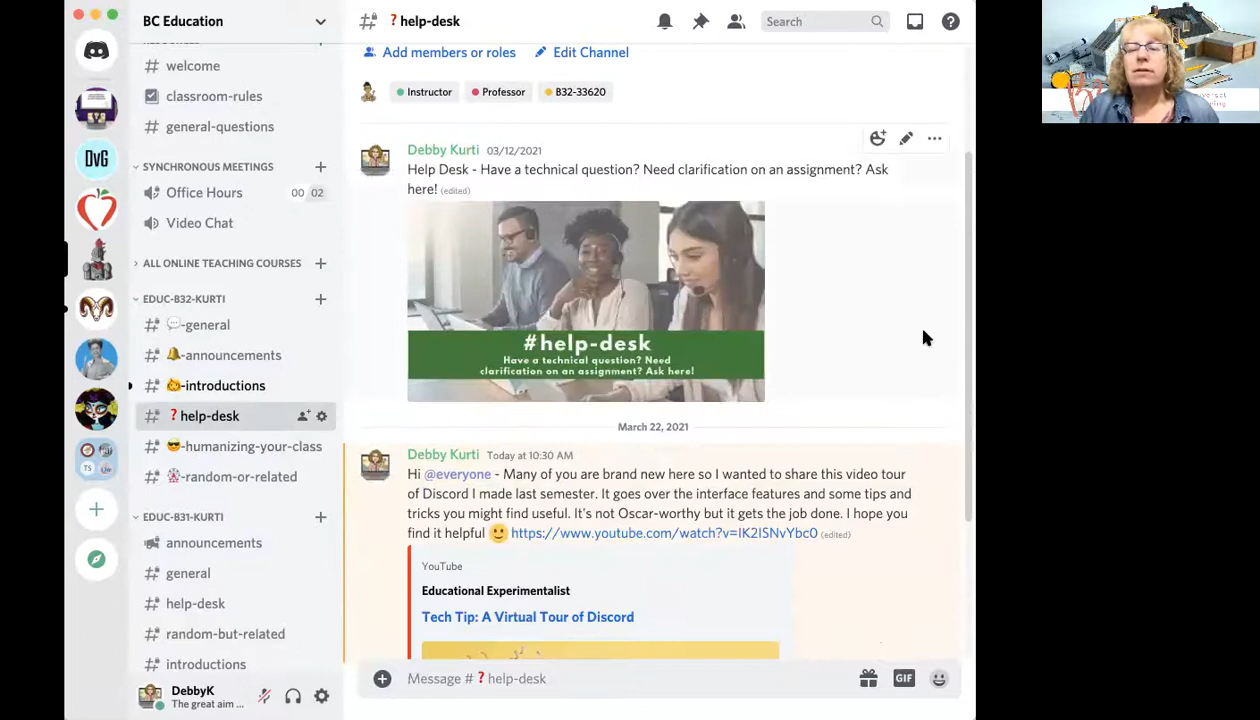 BC Education
RESOURCES
# welcome
classroom-rules
# general-questions
SYNCHRONOUS MEETINGS
Office Hours 00 02
Video Chat
ALL ONLINE TEACHING COURSES
EDUC-B32-KURTI
💬-general
🔔-announcements
-introductions
❓help-desk
😎-humanizing-your-class
-random-or-related
EDUC-B31-KURTI
announcements
general
help-desk
random-but-related
introductions
DebbyK
The great aim ...
DvG
TS
❓help-desk
Search
Add members or roles
Edit Channel
Instructor
Professor
B32-33620
Debby Kurti 03/12/2021
Help Desk - Have a technical question? Need clarification on an assignment? Ask
here! (edited)
#help-desk
Have a technical question? Need
clarification on an assignment? Ask here!
March 22, 2021
Debby Kurti Today at 10:30 AM
Hi @everyone - Many of you are brand new here so I wanted to share this video tour
of Discord I made last semester. It goes over the interface features and some tips and
tricks you might find useful. It's not Oscar-worthy but it gets the job done. I hope you
find it helpful 🙂 https://www.youtube.com/watch?v=IK2ISNvYbc0 (edited)
YouTube
Educational Experimentalist
Tech Tip: A Virtual Tour of Discord
Message #❓help-desk
GIF